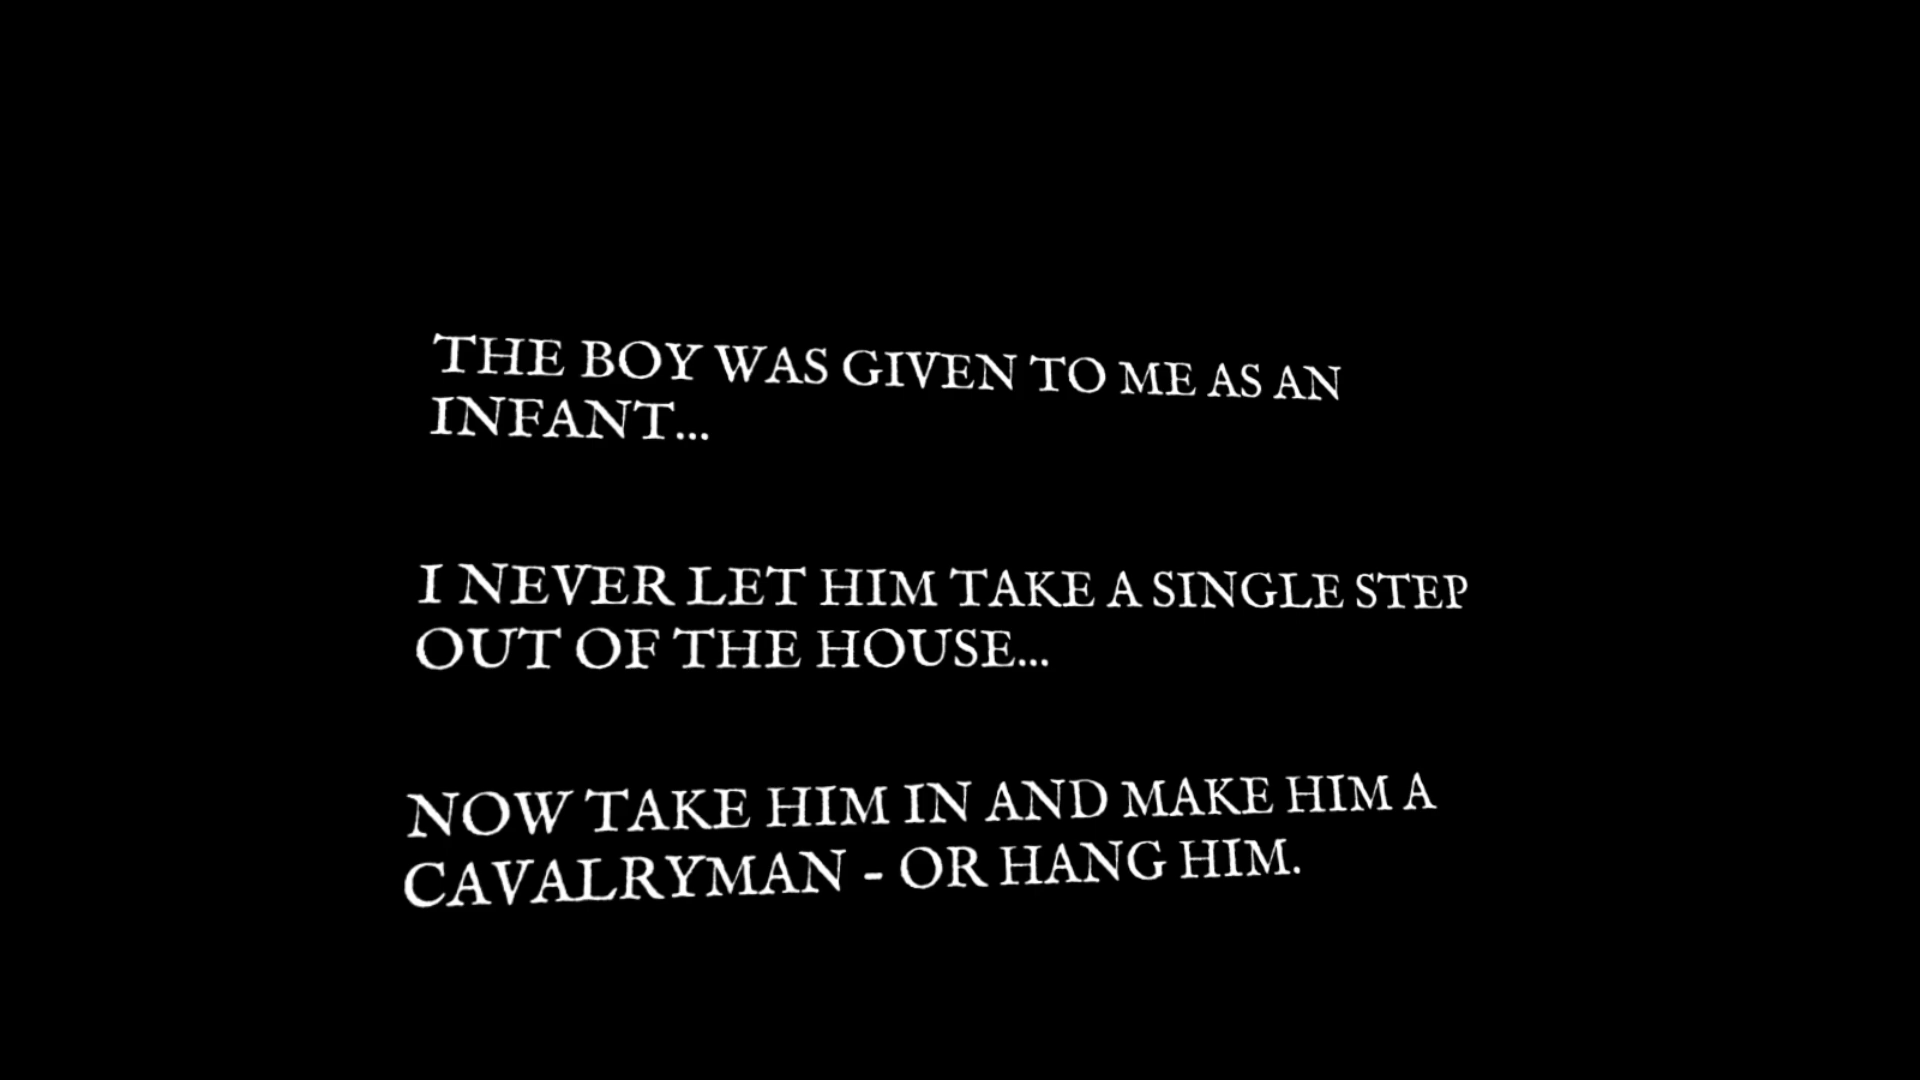 THE BOY WAS GIVEN TO ME AS AN
INFANT...
I NEVER LET HIM TAKE A SINGLE STEP
OUT OF THE HOUSE...
NOW TAKE HIM IN AND MAKE HIM A
CAVALRYMAN - OR HANG HIM.